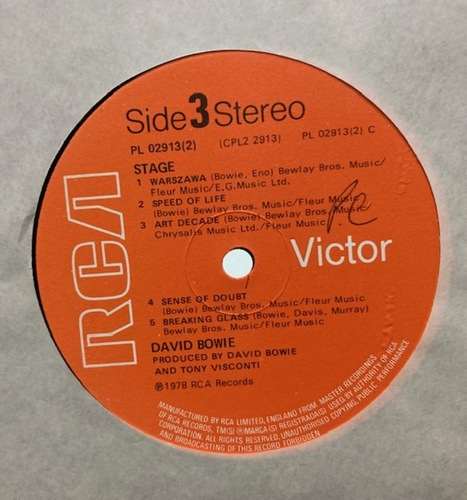 Side 3 Stereo
PL 02913(2) (CPL2 2913) PL 02913(2) C
STAGE
1 WARSZAWA (Bowie, Eno) Bewlay Bros. Music/
Fleur Music/E.G.Music Ltd.
2 SPEED OF LIFE
(Bowie) Bewlay Bros. Music/Fleur Music
3 ART DECADE (Bowie) Bewlay Bros. Music
Chrysalis Music Ltd./Fleur Music
RCA
Victor
4 SENSE OF DOUBT
(Bowie) Bewlay Bros. Music/Fleur Music
5 BREAKING GLASS (Bowie, Davis, Murray)
Bewlay Bros. Music/Fleur Music
DAVID BOWIE
PRODUCED BY DAVID BOWIE
AND TONY VISCONTI
℗1978 RCA Records
MANUFACTURED BY RCA LIMITED, ENGLAND FROM MASTER RECORDINGS
OF RCA RECORDS, TM(S) ® MARCA(S) REGISTRADA(S) USED BY AUTHORITY OF RCA
CORPORATION. ALL RIGHTS RESERVED. UNAUTHORISED COPYING, PUBLIC PERFORMANCE
AND BROADCASTING OF THIS RECORD FORBIDDEN